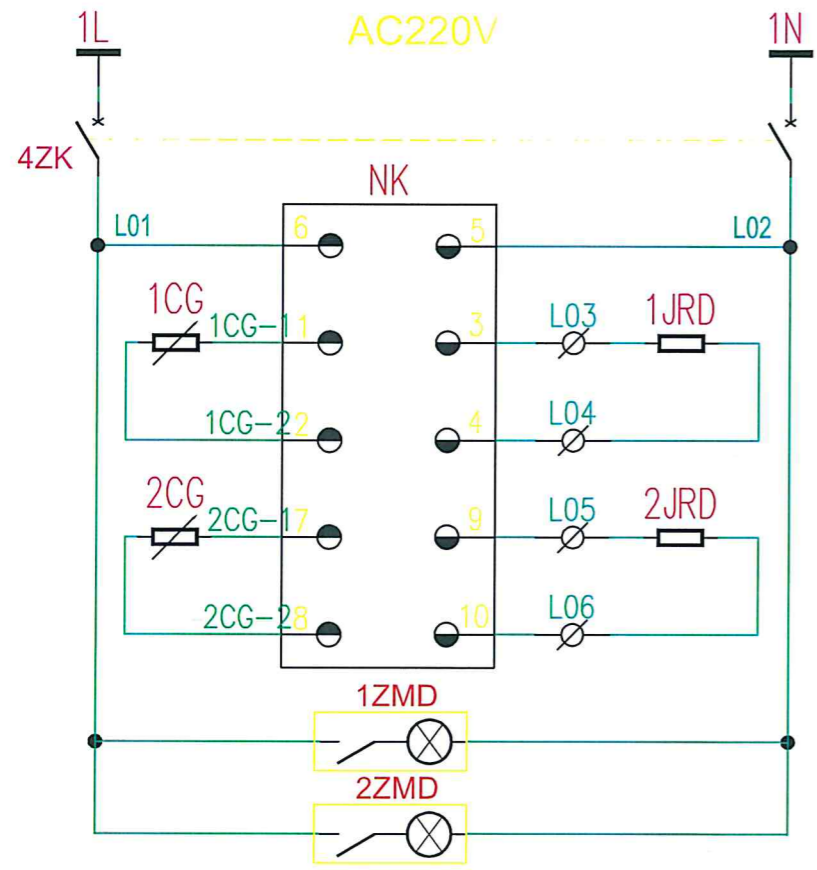 1L AC220V 1N
4ZK
NK
L01 6 5 L02
1CG 1CG-1 1 3 L03 1JRD
1CG-2 2 4 L04
2CG 2CG-1 7 9 L05 2JRD
2CG-2 8 10 L06
1ZMD
2ZMD